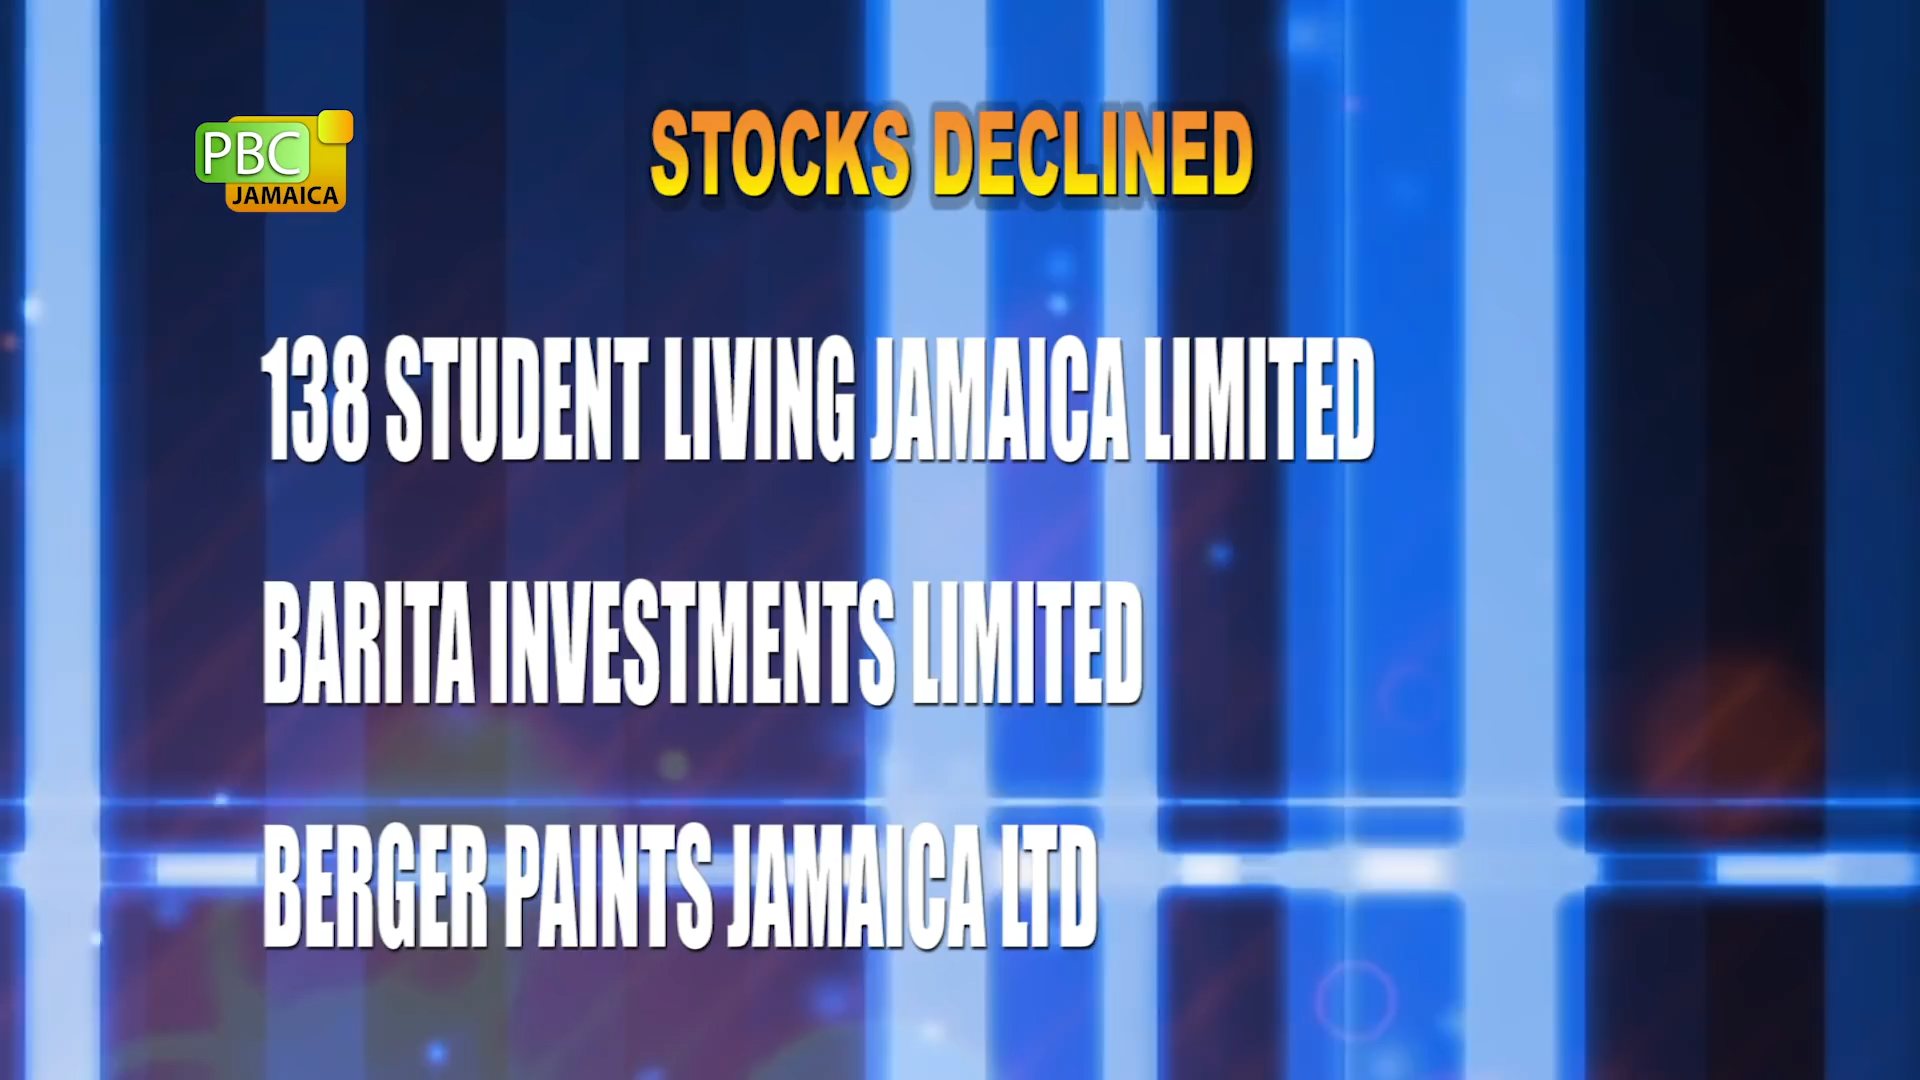 PBC
JAMAICA
STOCKS DECLINED
138 STUDENT LIVING JAMAICA LIMITED
BARITA INVESTMENTS LIMITED
BERGER PAINTS JAMAICA LTD